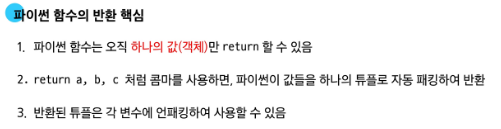 파이썬 함수의 반환 핵심
1. 파이썬 함수는 오직 하나의 값(객체)만 return 할 수 있음
2. return a, b, c 처럼 콤마를 사용하면, 파이썬이 값들을 하나의 튜플로 자동 패킹하여 반환
3. 반환된 튜플은 각 변수에 언패킹하여 사용할 수 있음